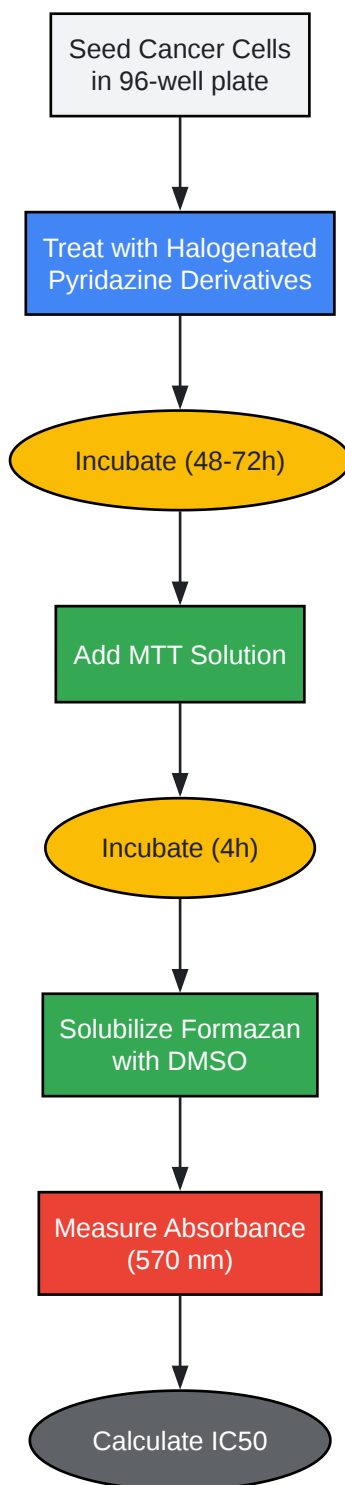 Seed Cancer Cells
in 96-well plate
Treat with Halogenated
Pyridazine Derivatives
Incubate (48-72h)
Add MTT Solution
Incubate (4h)
Solubilize Formazan
with DMSO
Measure Absorbance
(570 nm)
Calculate IC50